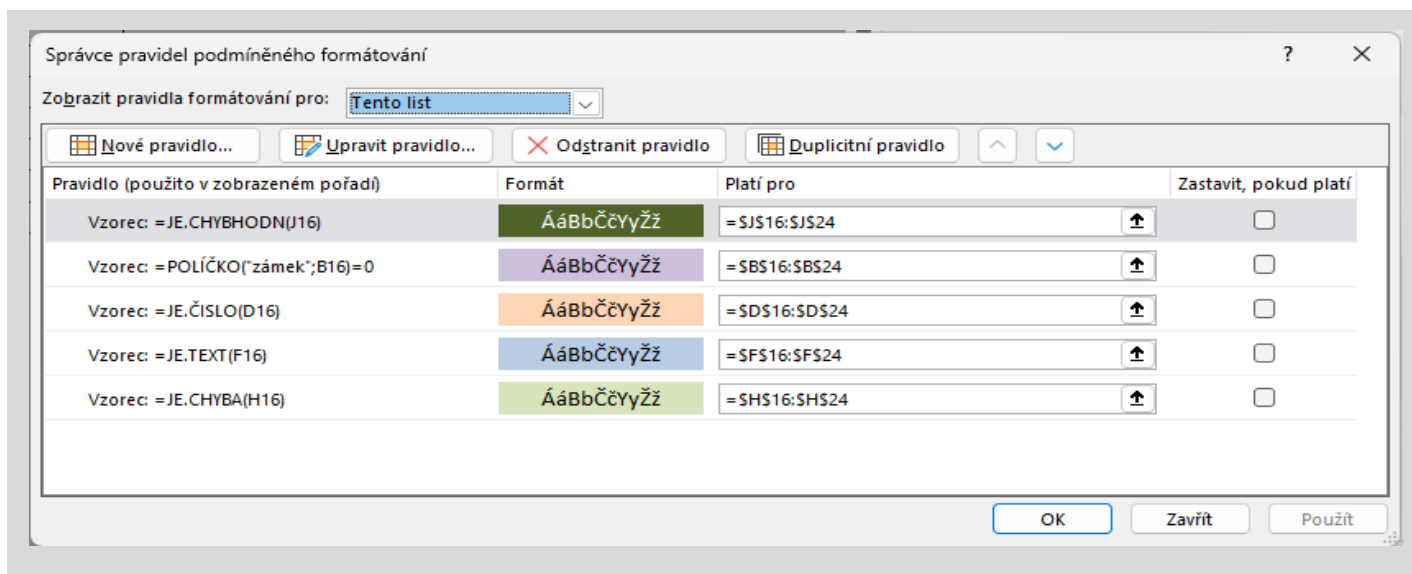 Správce pravidel podmíněného formátování ?
Zobrazit pravidla formátování pro: Tento list
Nové pravidlo... Upravit pravidlo... Odstranit pravidlo Duplicitní pravidlo
Pravidlo (použito v zobrazeném pořadí) Formát Platí pro Zastavit, pokud platí
Vzorec: =JE.CHYBHODN(J16) ÁáBbČčYyŽž =$J$16:$J$24
Vzorec: =POLÍČKO("zámek";B16)=0 ÁáBbČčYyŽž =$B$16:$B$24
Vzorec: =JE.ČISLO(D16) ÁáBbČčYyŽž =$D$16:$D$24
Vzorec: =JE.TEXT(F16) ÁáBbČčYyŽž =$F$16:$F$24
Vzorec: =JE.CHYBA(H16) ÁáBbČčYyŽž =$H$16:$H$24
OK Zavřít Použít